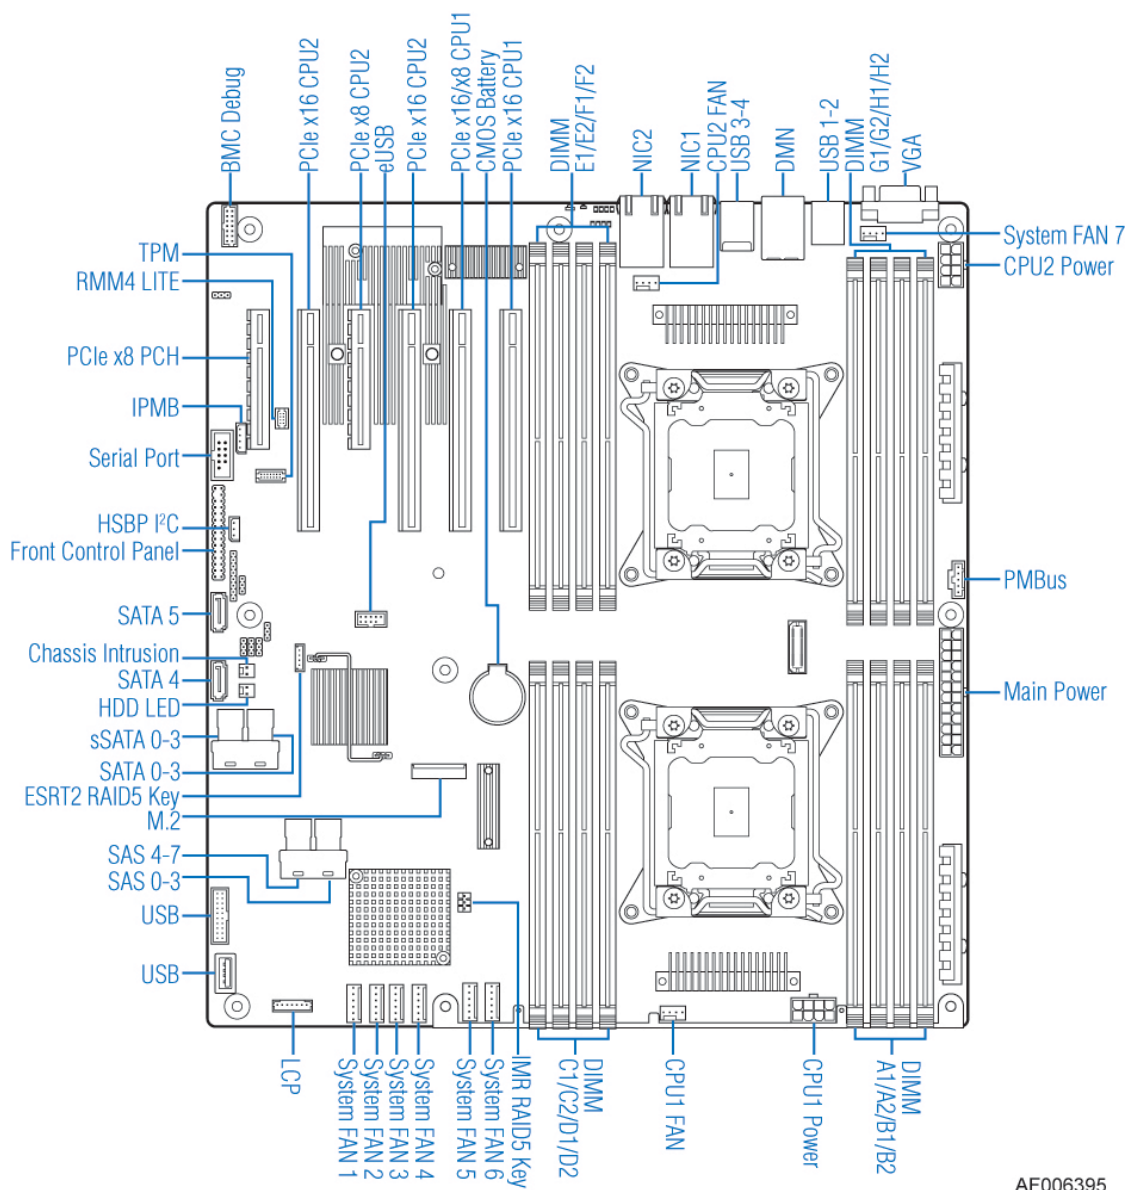 BMC Debug
PCIe x16 CPU2
PCIe x8 CPU2
eUSB
PCIe x16 CPU2
PCIe x16/x8 CPU1
CMOS Battery
PCIe x16 CPU1
DIMM
E1/E2/F1/F2
NIC2
NIC1
CPU2 FAN
USB 3-4
DMN
USB 1-2
DIMM
G1/G2/H1/H2
VGA
System FAN 7
CPU2 Power
PMBus
Main Power
TPM
RMM4 LITE
PCIe x8 PCH
IPMB
Serial Port
HSBP I²C
Front Control Panel
SATA 5
Chassis Intrusion
SATA 4
HDD LED
sSATA 0-3
SATA 0-3
ESRT2 RAID5 Key
M.2
SAS 4-7
SAS 0-3
USB
USB
LCP
System FAN 1
System FAN 2
System FAN 3
System FAN 4
System FAN 5
System FAN 6
IMR RAID5 Key
DIMM
C1/C2/D1/D2
CPU1 FAN
CPU1 Power
DIMM
A1/A2/B1/B2
AF006395